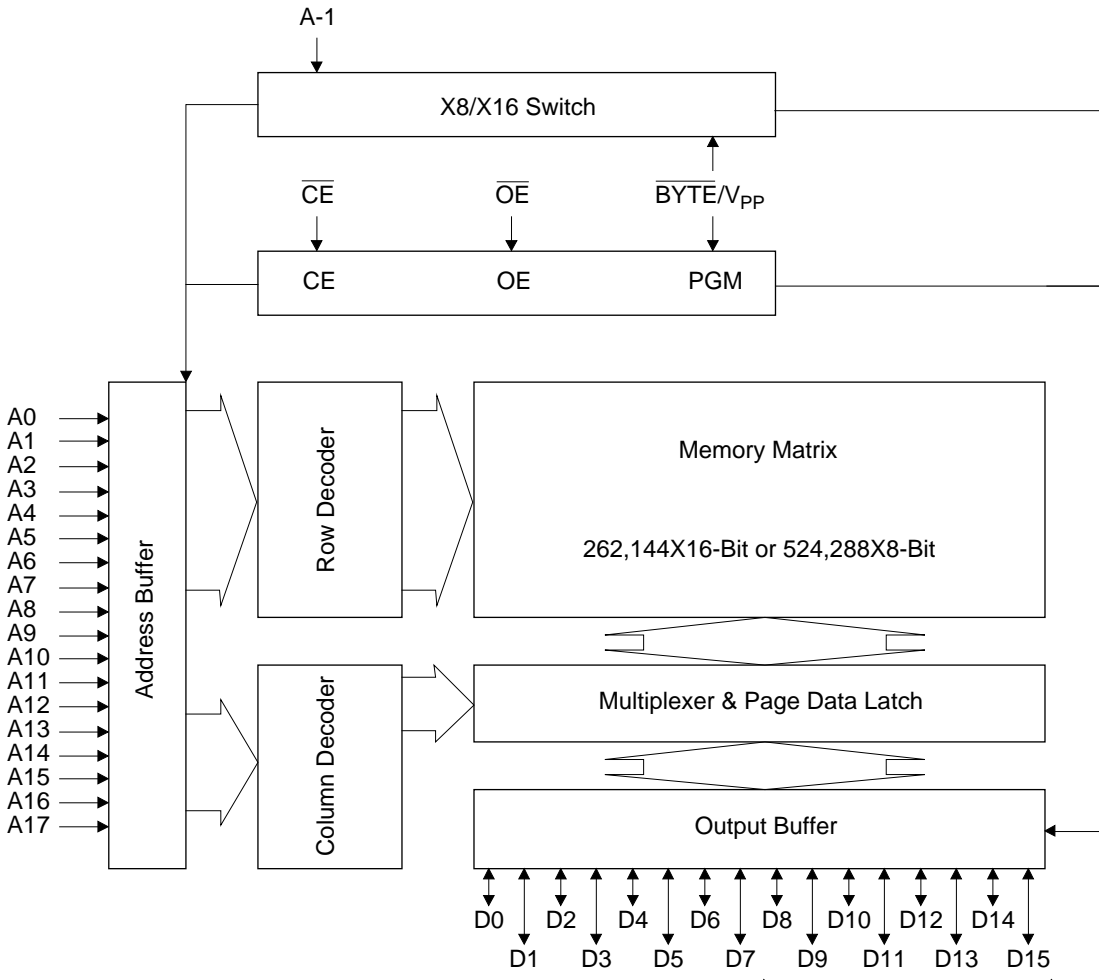 A-1
X8/X16 Switch
CE
OE
BYTE/VPP
CE
OE
PGM
A0
A1
A2
A3
A4
A5
A6
A7
A8
A9
A10
A11
A12
A13
A14
A15
A16
A17
Address Buffer
Row Decoder
Memory Matrix
262,144X16-Bit or 524,288X8-Bit
Column Decoder
Multiplexer & Page Data Latch
Output Buffer
D0 D2 D4 D6 D8 D10 D12 D14
D1 D3 D5 D7 D9 D11 D13 D15